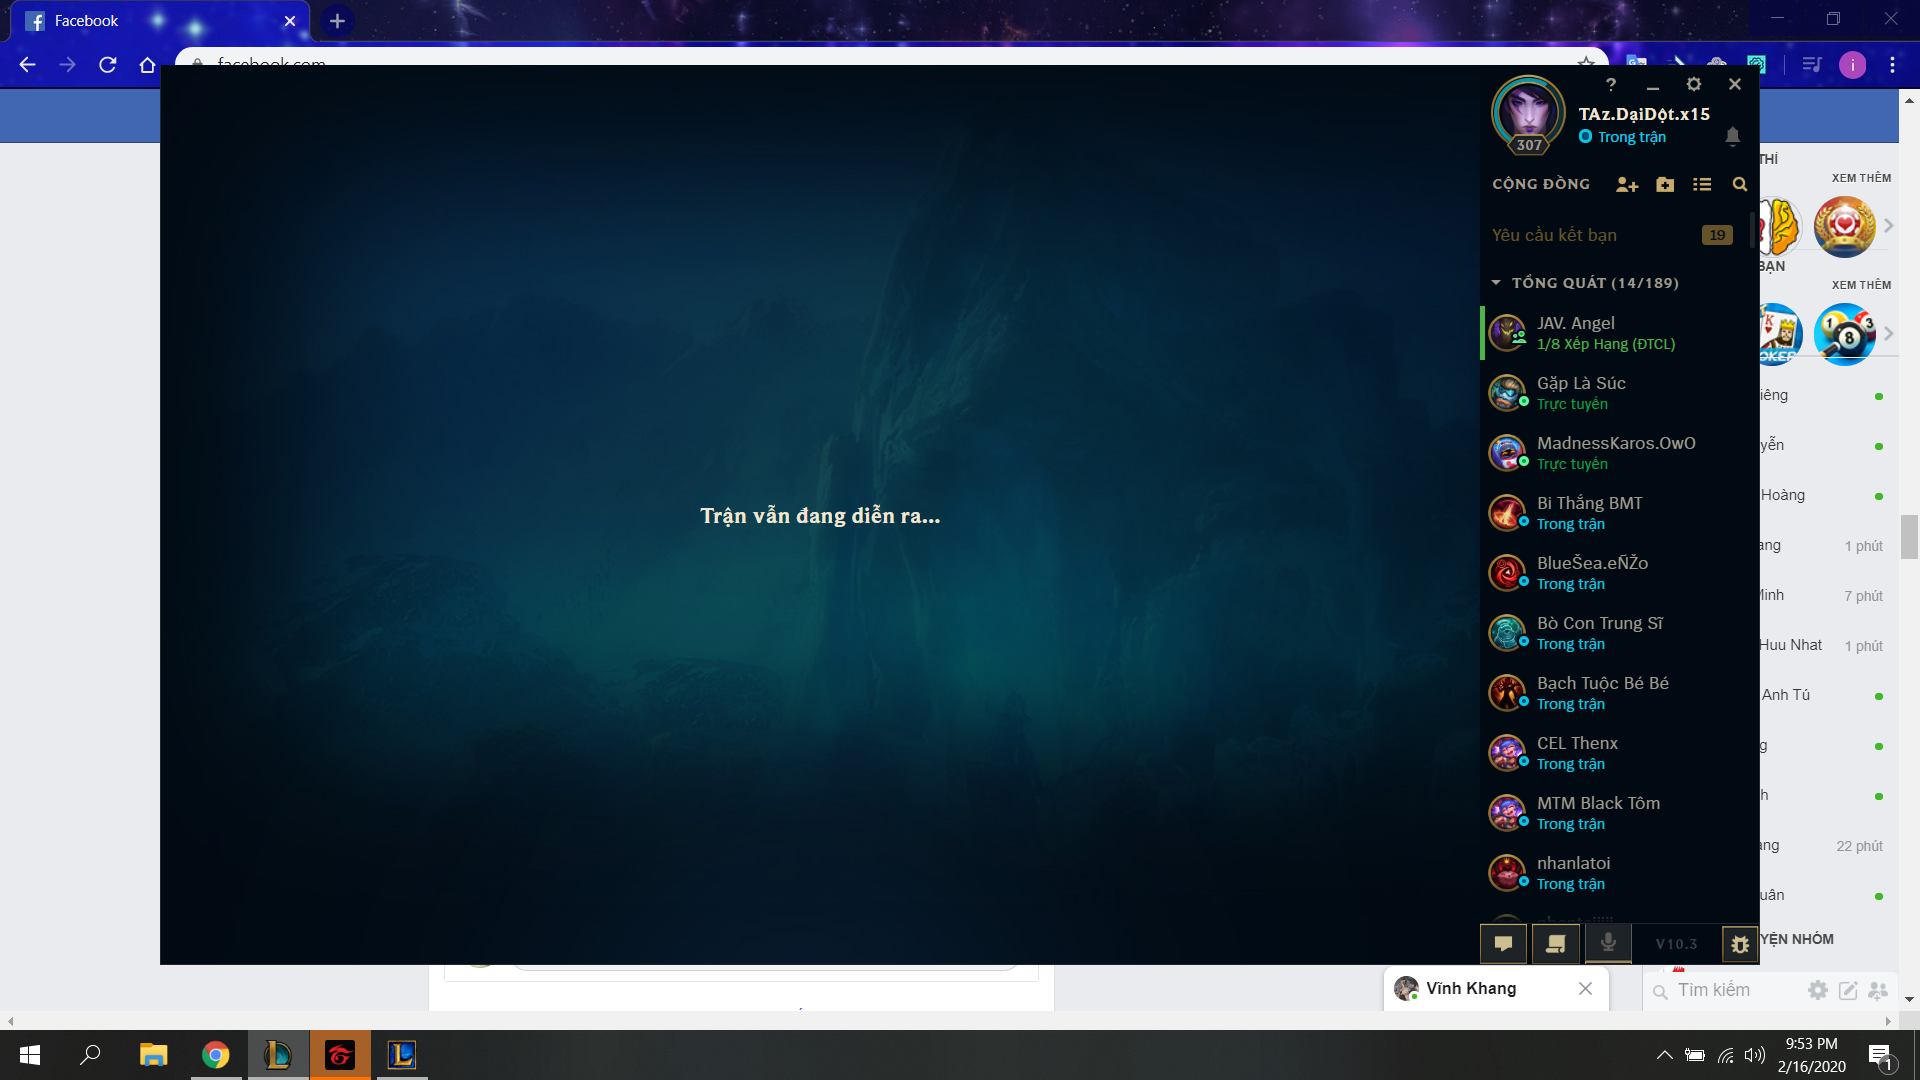 Facebook
facebook.com
TAz.DạiDột.x15
Trong trận
307
CỘNG ĐỒNG
Yêu cầu kết bạn
19
TỔNG QUÁT (14/189)
JAV. Angel
1/8 Xếp Hạng (ĐTCL)
Gặp Là Súc
Trực tuyến
MadnessKaros.OwO
Trực tuyến
Bi Thắng BMT
Trong trận
BlueŠea.eÑŽo
Trong trận
Bò Con Trung Sĩ
Trong trận
Bạch Tuộc Bé Bé
Trong trận
CEL Thenx
Trong trận
MTM Black Tôm
Trong trận
nhanlatoi
Trong trận
V10.3
Trận vẫn đang diễn ra...
THÍ
XEM THÊM
BẠN
XEM THÊM
iêng
yễn
Hoàng
ang
1 phút
Minh
7 phút
Huu Nhat
1 phút
Anh Tú
g
h
ang
22 phút
uân
YỆN NHÓM
Vĩnh Khang
Tìm kiếm
9:53 PM
2/16/2020
1